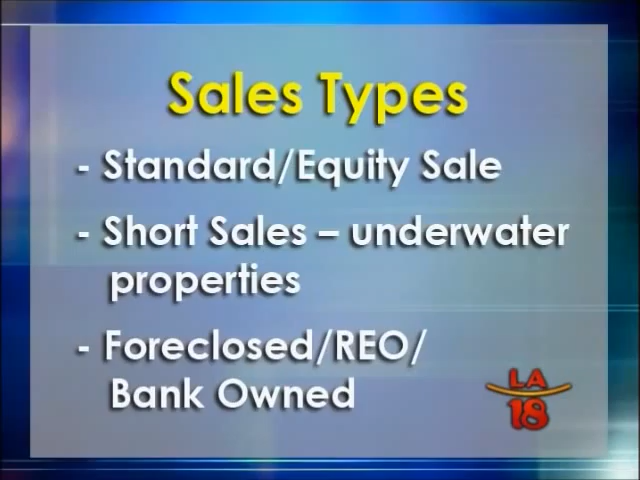 Sales Types
- Standard/Equity Sale
- Short Sales – underwater
properties
- Foreclosed/REO/
Bank Owned
LA
18